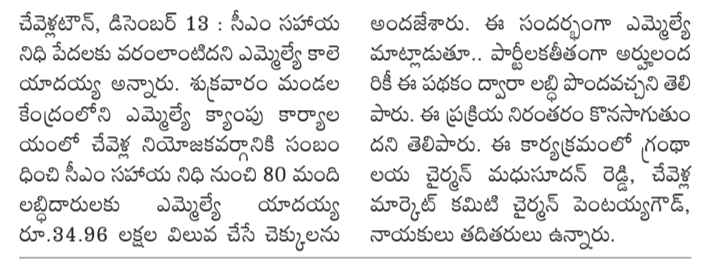 చేవెళ్లటౌన్, డిసెంబర్ 13 : సీఎం సహాయ
నిధి పేదలకు వరంలాంటిదని ఎమ్మెల్యే కాలె
యాదయ్య అన్నారు. శుక్రవారం మండల
కేంద్రంలోని ఎమ్మెల్యే క్యాంపు కార్యాల
యంలో చేవెళ్ల నియోజకవర్గానికి సంబం
ధించి సీఎం సహాయ నిధి నుంచి 80 మంది
లబ్ధిదారులకు ఎమ్మెల్యే యాదయ్య
రూ.34.96 లక్షల విలువ చేసే చెక్కులను
అందజేశారు. ఈ సందర్భంగా ఎమ్మెల్యే
మాట్లాడుతూ.. పార్టీలకతీతంగా అర్హులంద
రికీ ఈ పథకం ద్వారా లబ్ధి పొందవచ్చని తెలి
పారు. ఈ ప్రక్రియ నిరంతరం కొనసాగుతుం
దని తెలిపారు. ఈ కార్యక్రమంలో గ్రంథా
లయ చైర్మన్ మధుసూదన్ రెడ్డి, చేవెళ్ల
మార్కెట్ కమిటి చైర్మన్ పెంటయ్యగౌడ్,
నాయకులు తదితరులు ఉన్నారు.